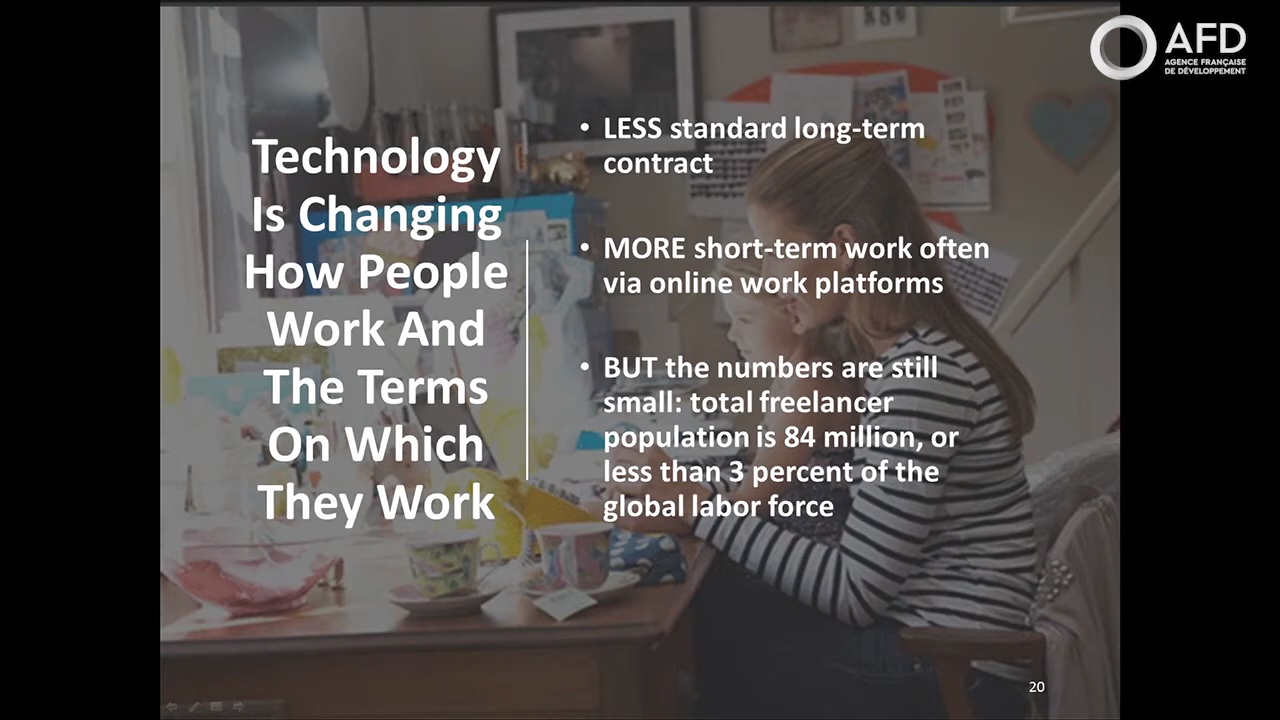 AFD
AGENCE FRANÇAISE
DE DÉVELOPPEMENT
Technology
Is Changing
How People
Work And
The Terms
On Which
They Work
• LESS standard long-term
contract
• MORE short-term work often
via online work platforms
• BUT the numbers are still
small: total freelancer
population is 84 million, or
less than 3 percent of the
global labor force
20